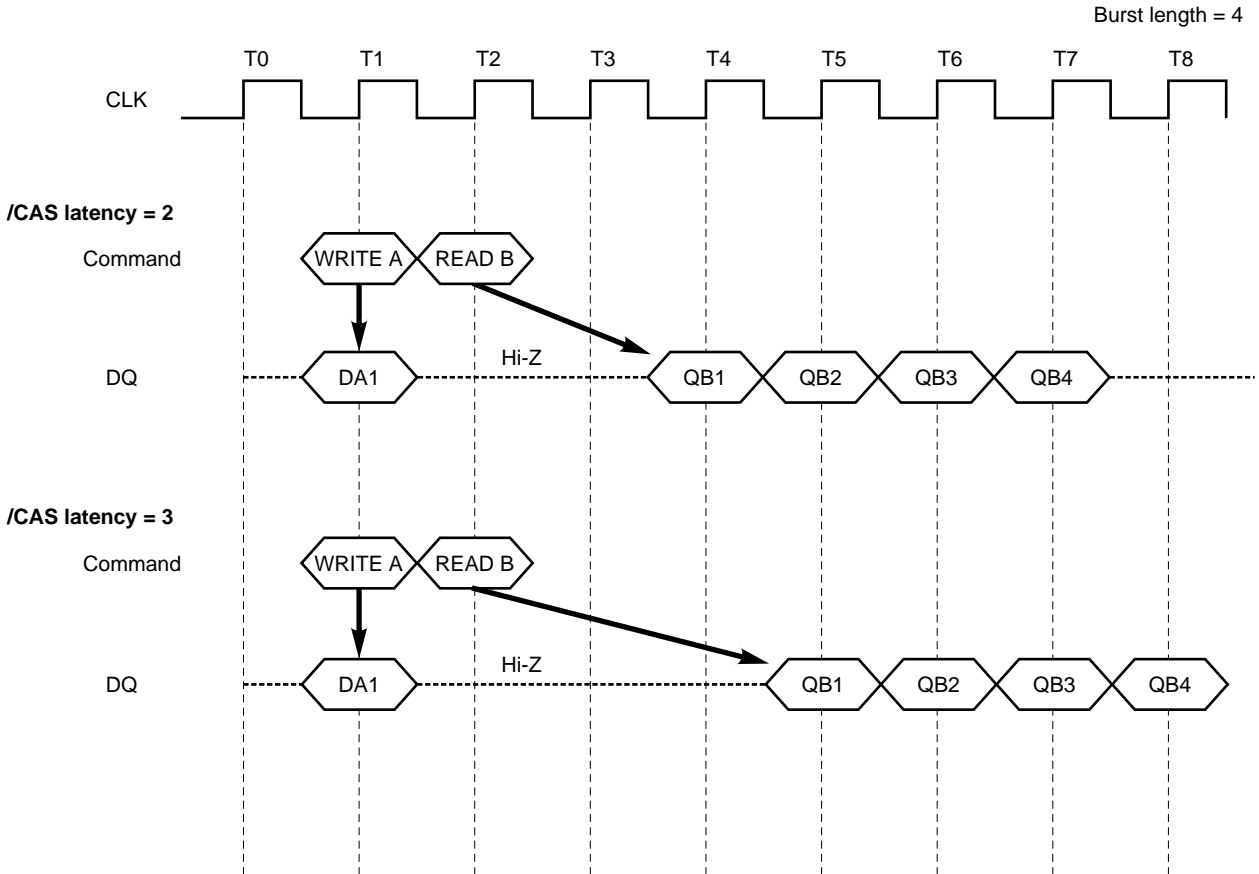 Burst length = 4
T0 T1 T2 T3 T4 T5 T6 T7 T8
CLK
/CAS latency = 2
Command WRITE A READ B
Hi-Z
DQ DA1 QB1 QB2 QB3 QB4
/CAS latency = 3
Command WRITE A READ B
Hi-Z
DQ DA1 QB1 QB2 QB3 QB4